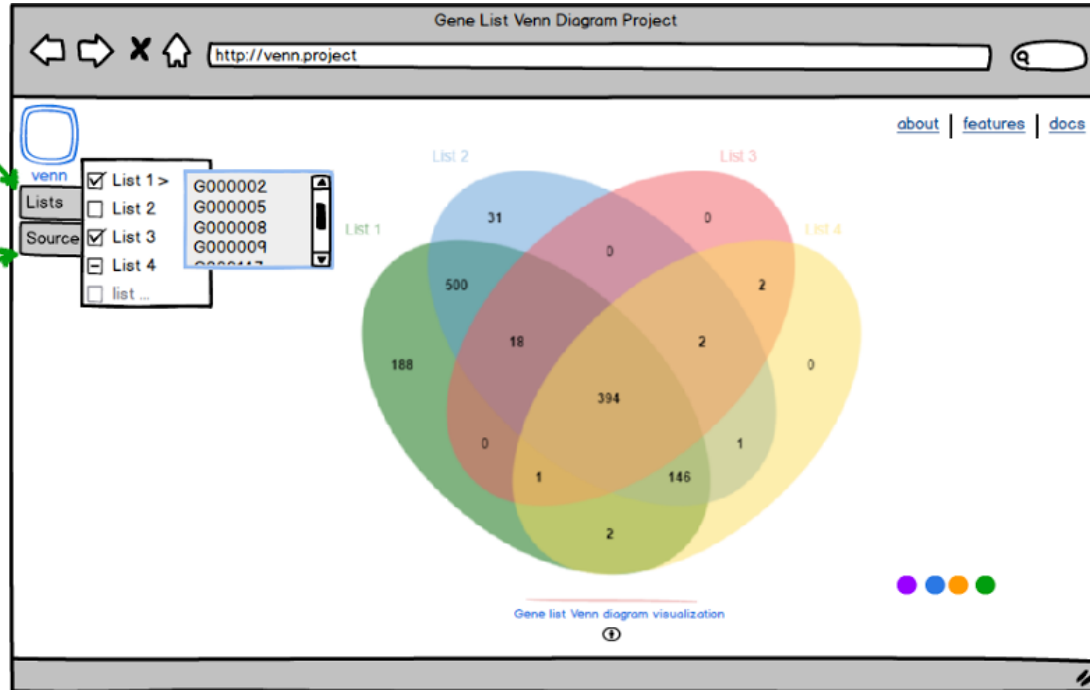 Gene List Venn Diagram Project
http://venn.project
about | features | docs
venn
Lists
Source
List 1 >
List 2
List 3
List 4
list ...
G000002
G000005
G000008
G000009
List 1
List 2
List 3
List 4
31
0
0
500
2
18
2
188
0
394
0
1
1
146
2
Gene list Venn diagram visualization